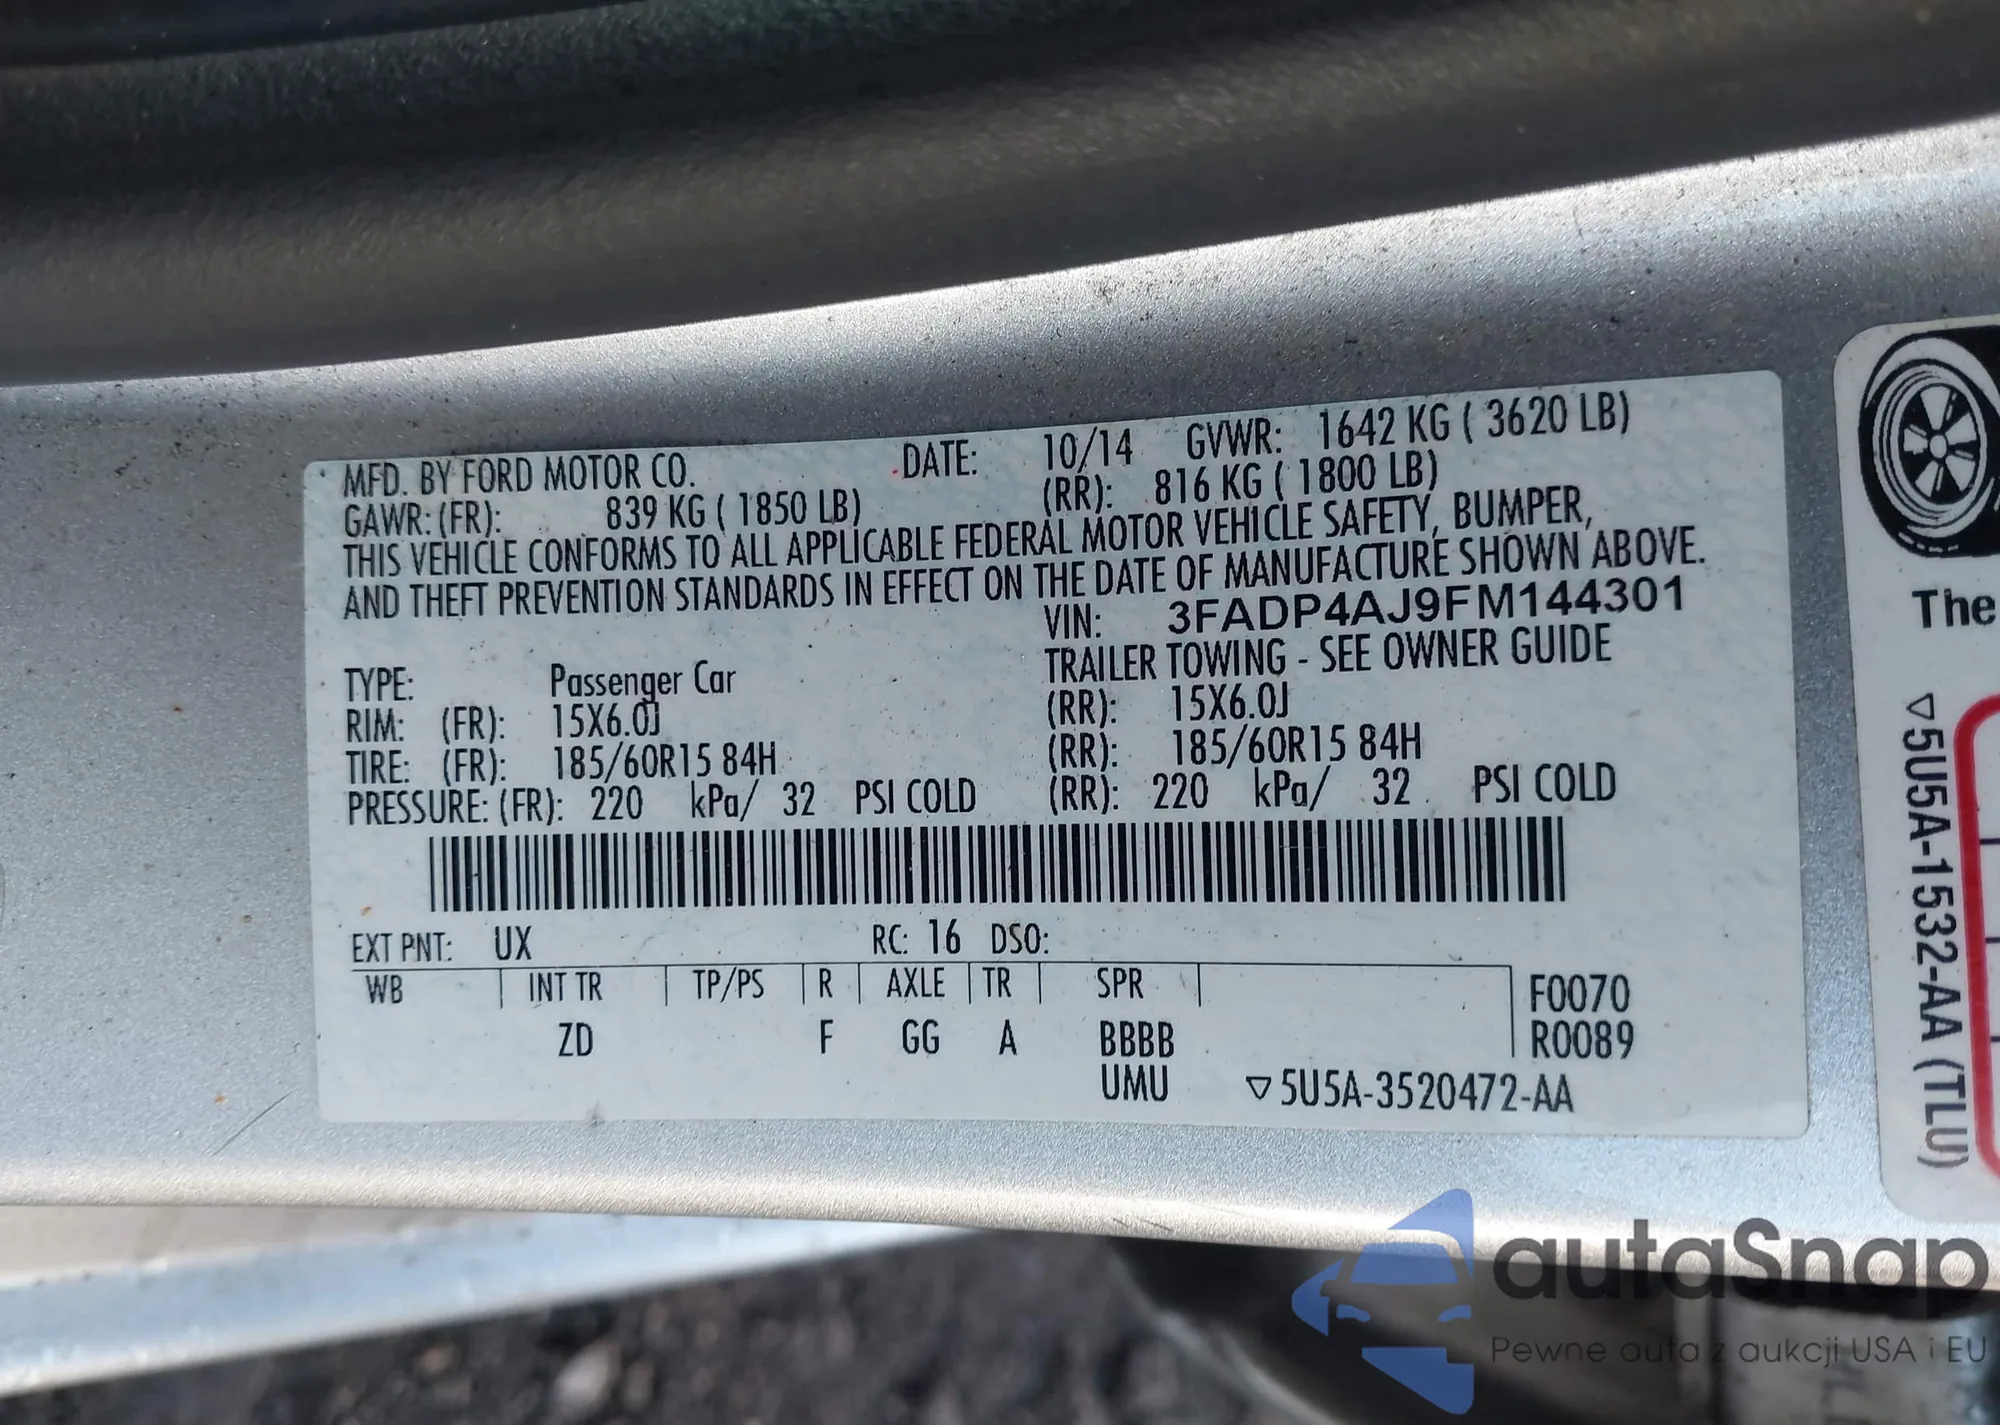 MFD. BY FORD MOTOR CO. DATE: 10/14 GVWR: 1642 KG ( 3620 LB)
GAWR: (FR): 839 KG ( 1850 LB) (RR): 816 KG ( 1800 LB)
THIS VEHICLE CONFORMS TO ALL APPLICABLE FEDERAL MOTOR VEHICLE SAFETY, BUMPER,
AND THEFT PREVENTION STANDARDS IN EFFECT ON THE DATE OF MANUFACTURE SHOWN ABOVE.
VIN: 3FADP4AJ9FM144301
TYPE: Passenger Car TRAILER TOWING - SEE OWNER GUIDE
RIM: (FR): 15X6.0J (RR): 15X6.0J
TIRE: (FR): 185/60R15 84H (RR): 185/60R15 84H
PRESSURE: (FR): 220 kPa/ 32 PSI COLD (RR): 220 kPa/ 32 PSI COLD
EXT PNT: UX RC: 16 DSO:
WB INT TR TP/PS R AXLE TR SPR F0070
ZD F GG A BBBB R0089
UMU ▽5U5A-3520472-AA
The
▽5U5A-1532-AA (TLU)
autaSnap
Pewne auta z aukcji USA i EU